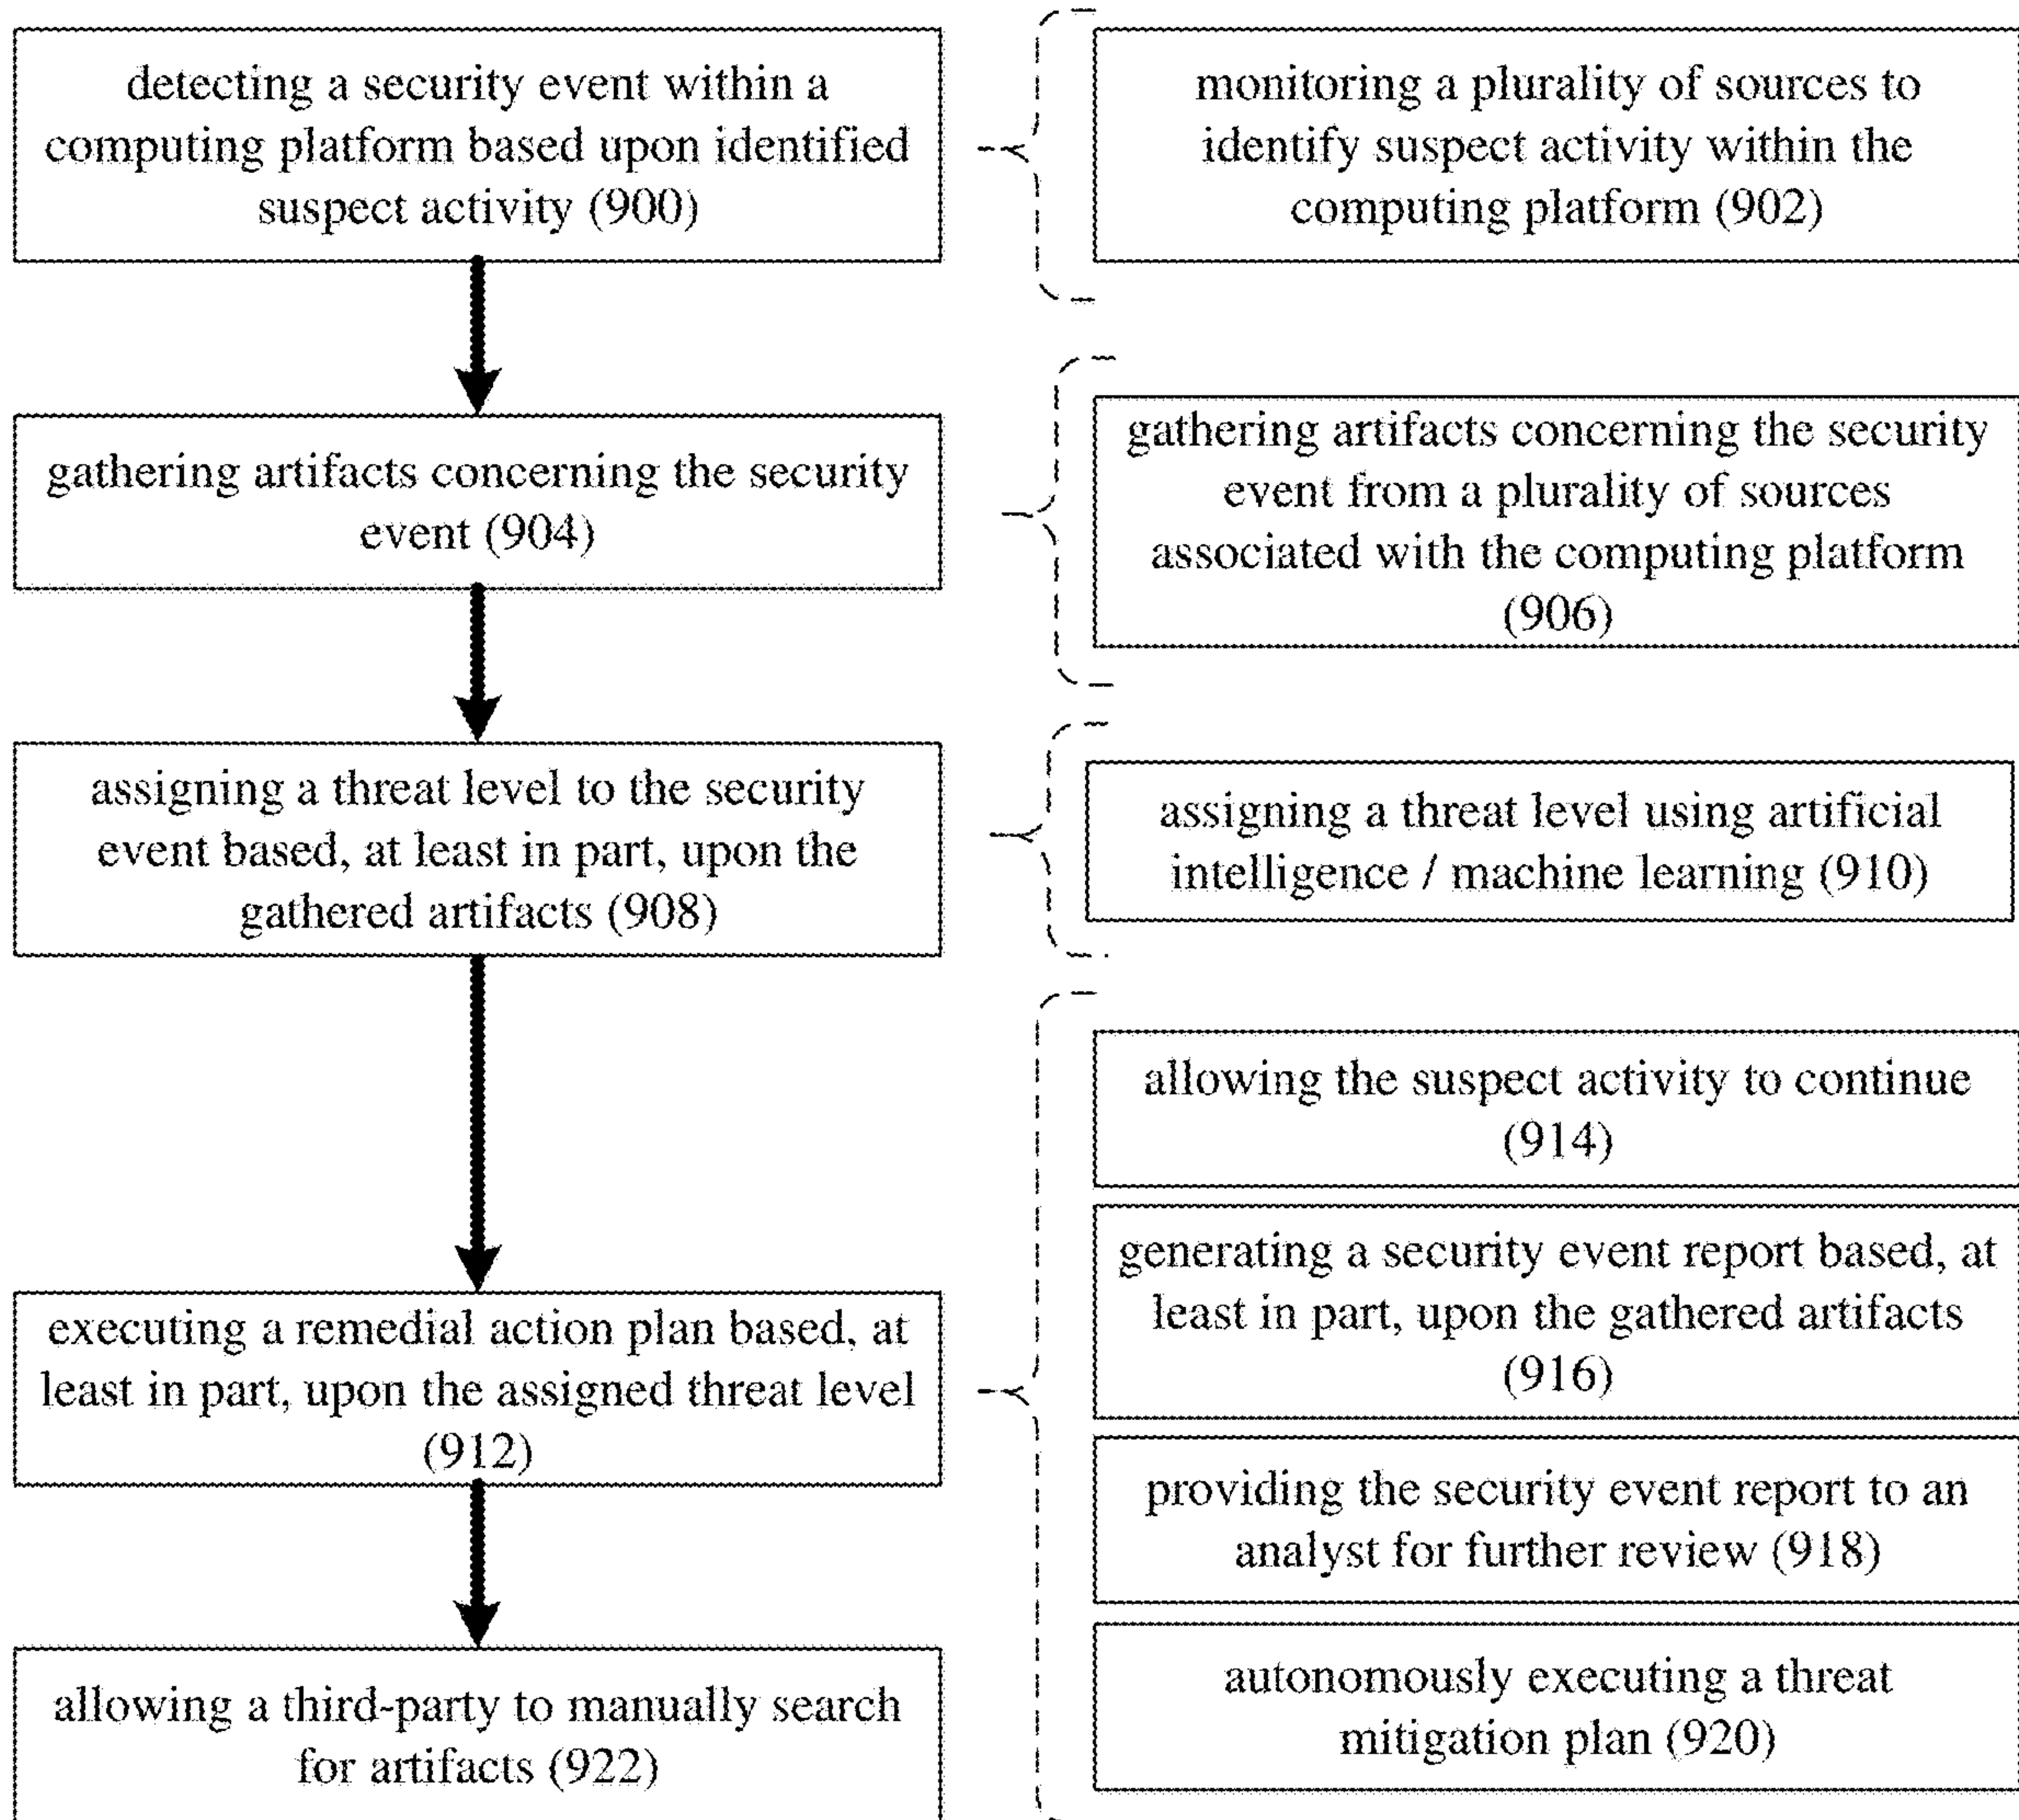 detecting a security event within a
computing platform based upon identified
suspect activity (900)
monitoring a plurality of sources to
identify suspect activity within the
computing platform (902)
gathering artifacts concerning the security
event (904)
gathering artifacts concerning the security
event from a plurality of sources
associated with the computing platform
(906)
assigning a threat level to the security
event based, at least in part, upon the
gathered artifacts (908)
assigning a threat level using artificial
intelligence / machine learning (910)
executing a remedial action plan based, at
least in part, upon the assigned threat level
(912)
allowing the suspect activity to continue
(914)
generating a security event report based, at
least in part, upon the gathered artifacts
(916)
providing the security event report to an
analyst for further review (918)
autonomously executing a threat
mitigation plan (920)
allowing a third-party to manually search
for artifacts (922)